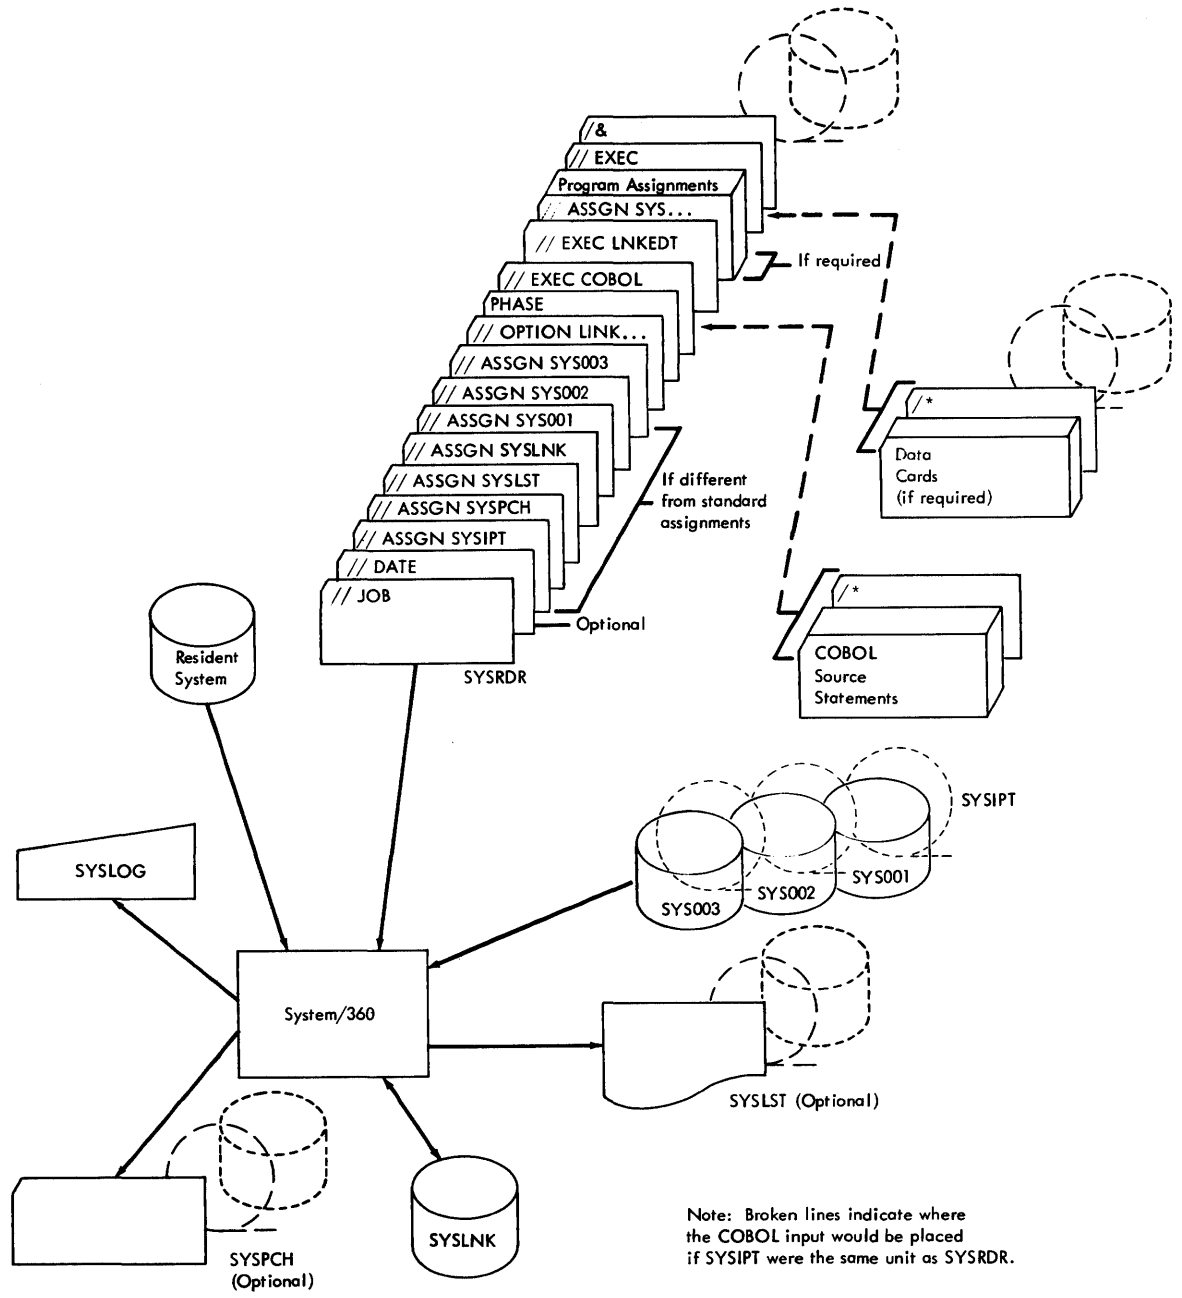 /&
// EXEC
Program Assignments
// ASSGN SYS...
// EXEC LNKEDT
If required
// EXEC COBOL
PHASE
// OPTION LINK...
// ASSGN SYS003
// ASSGN SYS002
// ASSGN SYS001
// ASSGN SYSLNK
// ASSGN SYSLST
// ASSGN SYSPCH
// ASSGN SYSIPT
// DATE
// JOB
SYSRDR
If different
from standard
assignments
Optional
/*
Data
Cards
(if required)
/*
COBOL
Source
Statements
Resident
System
SYSLOG
SYSIPT
SYS001
SYS002
SYS003
System/360
SYSLST (Optional)
SYSPCH
(Optional)
SYSLNK
Note: Broken lines indicate where
the COBOL input would be placed
if SYSIPT were the same unit as SYSRDR.